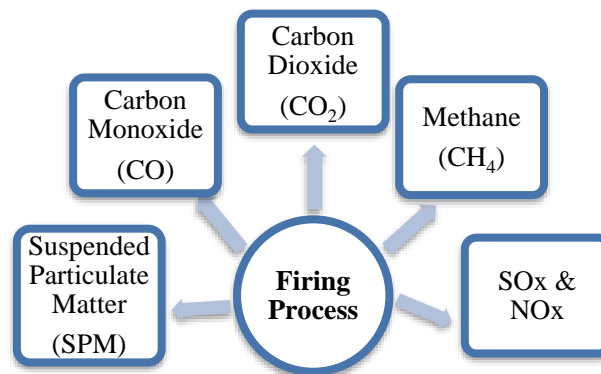 Carbon
Dioxide
(CO₂)
Carbon
Monoxide
(CO)
Methane
(CH₄)
Suspended
Particulate
Matter
(SPM)
Firing
Process
SOx &
NOx